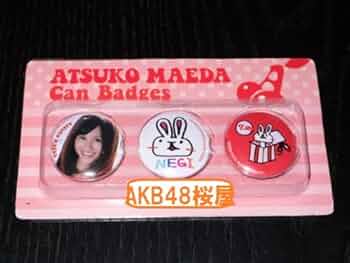 ATSUKO MAEDA
Can Badges
NEGI
AKB48桜屋